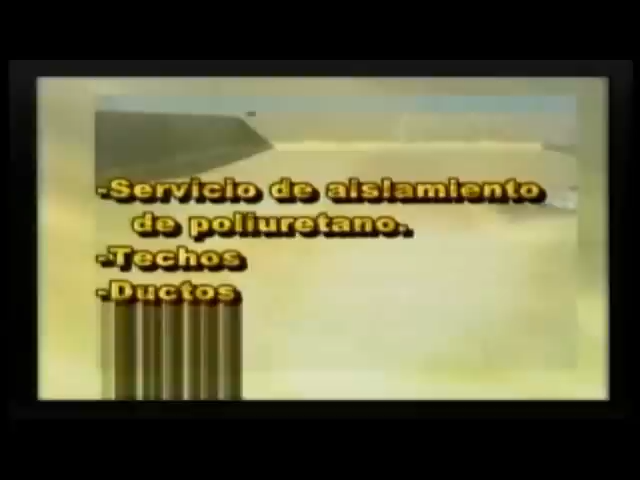 -Servicio de aislamiento
de poliuretano.
-Techos
-Ductos